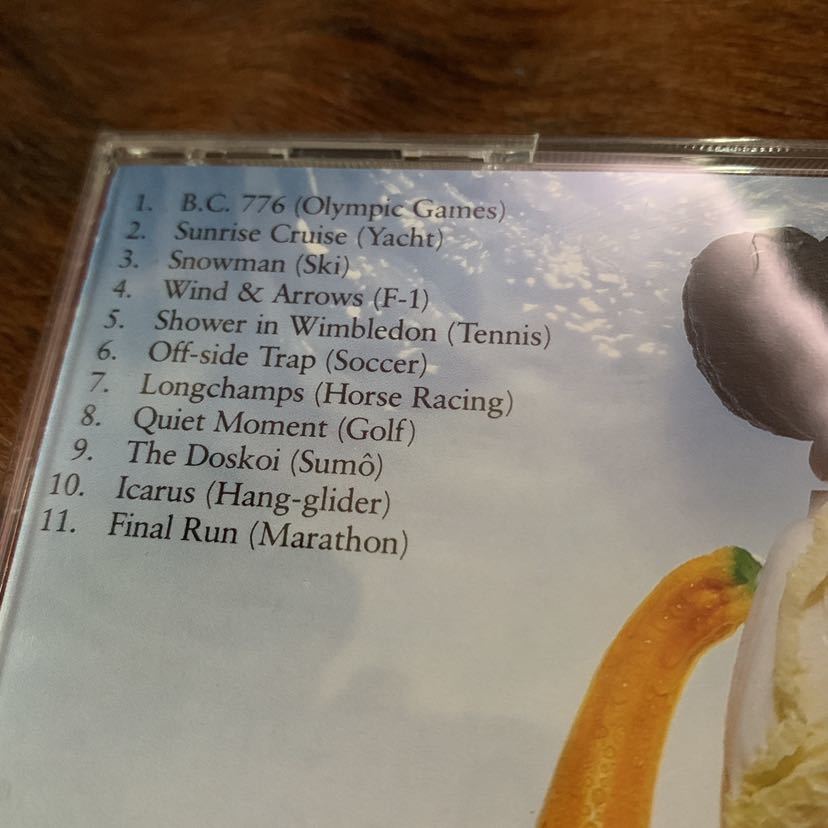 1. B.C. 776 (Olympic Games)
2. Sunrise Cruise (Yacht)
3. Snowman (Ski)
4. Wind & Arrows (F-1)
5. Shower in Wimbledon (Tennis)
6. Off-side Trap (Soccer)
7. Longchamps (Horse Racing)
8. Quiet Moment (Golf)
9. The Doskoi (Sumô)
10. Icarus (Hang-glider)
11. Final Run (Marathon)